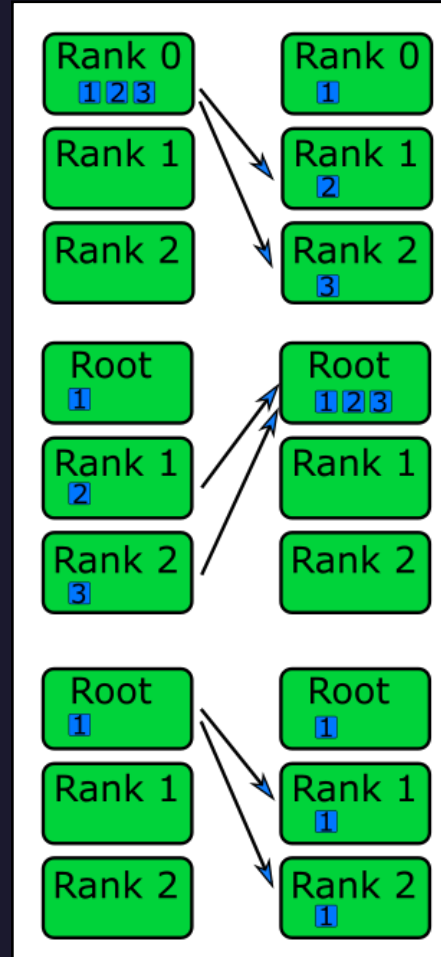 Rank 0 Rank 0
1 2 3 1
Rank 1 Rank 1
2
Rank 2 Rank 2
3
Root Root
1 1 2 3
Rank 1 Rank 1
2
Rank 2 Rank 2
3
Root Root
1 1
Rank 1 Rank 1
1
Rank 2 Rank 2
1